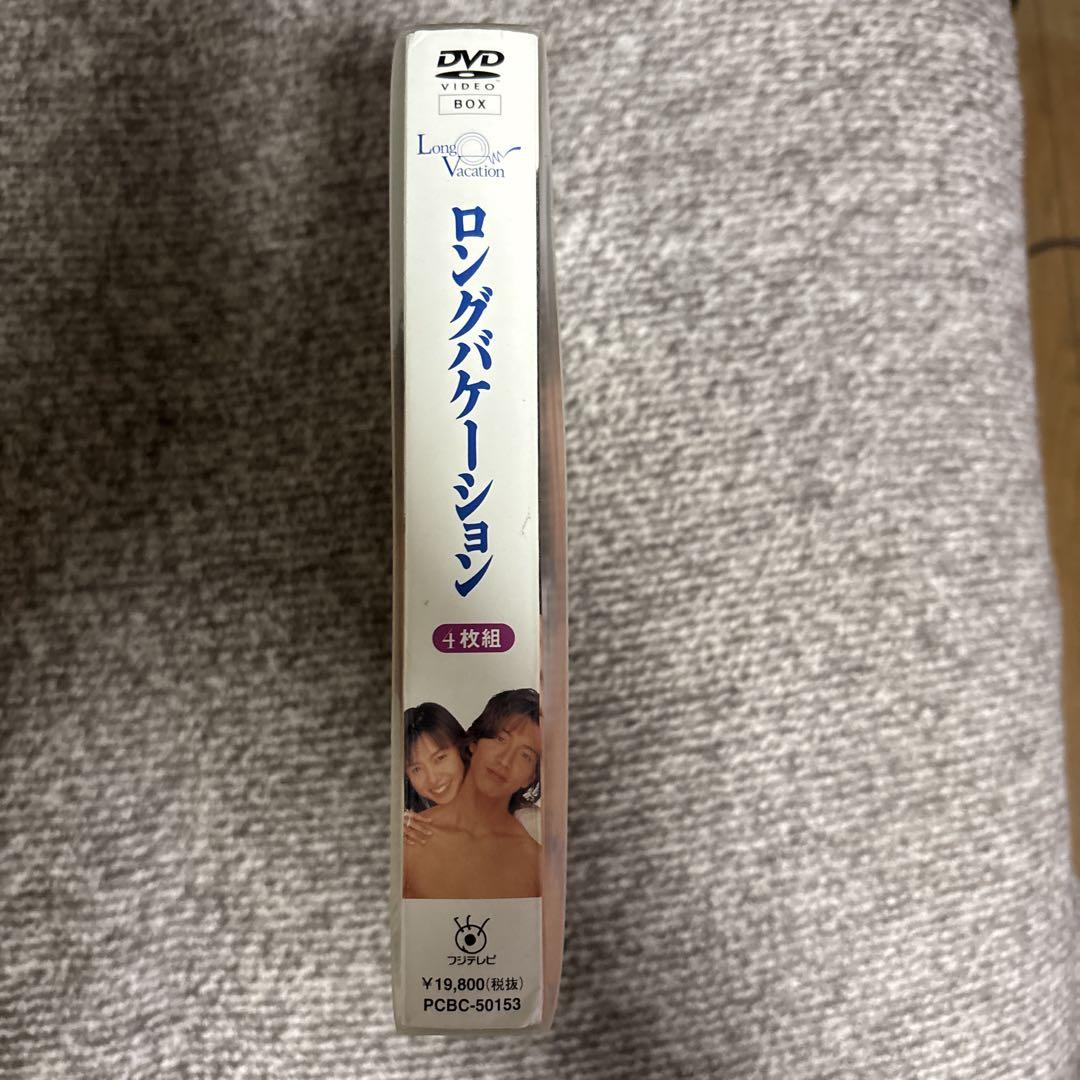 DVD
VIDEO™
BOX
Long
Vacation
ロングバケーション
4枚組
フジテレビ
¥19,800(税抜)
PCBC-50153